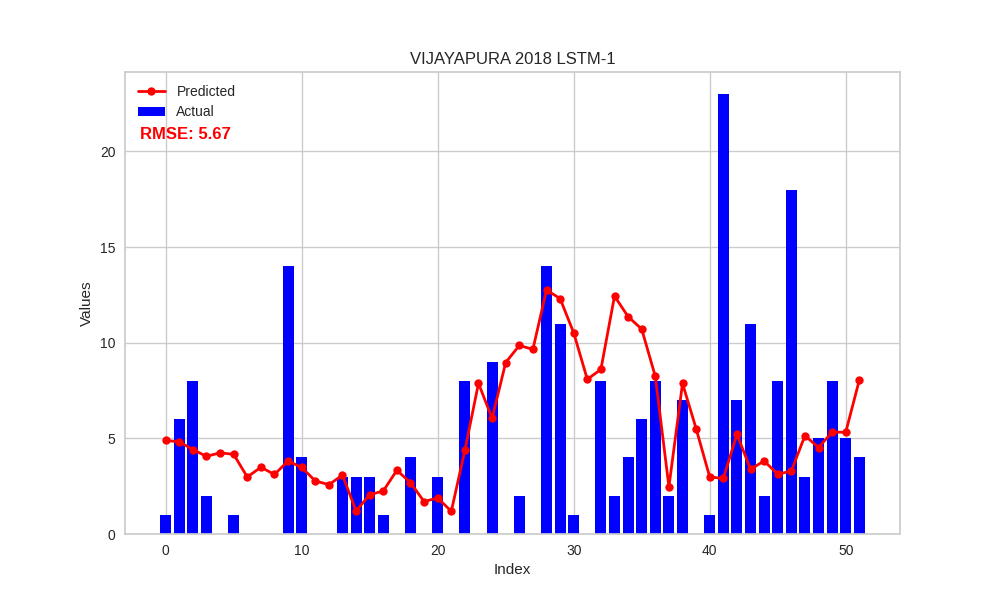 VIJAYAPURA 2018 LSTM-1
Predicted
Actual
RMSE: 5.67
Values
20
15
10
5
0
0 10 20 30 40 50
Index